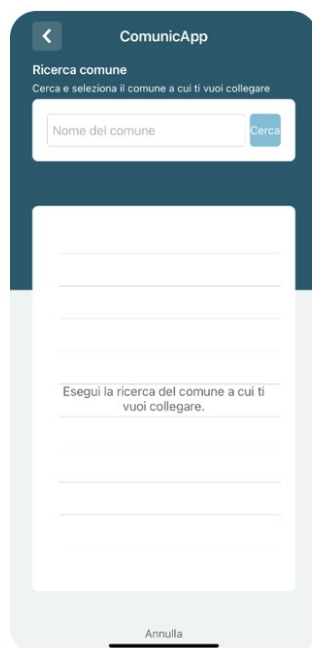 ComunicApp
Ricerca comune
Cerca e seleziona il comune a cui ti vuoi collegare
Nome del comune
Cerca
Esegui la ricerca del comune a cui ti
vuoi collegare.
Annulla